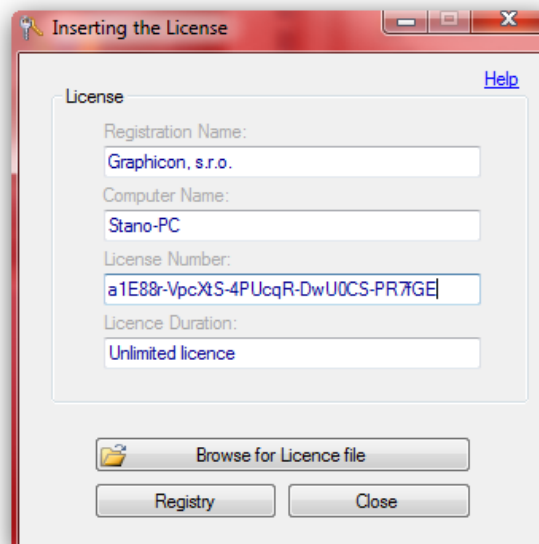 Inserting the License
Help
License
Registration Name:
Graphicon, s.r.o.
Computer Name:
Stano-PC
License Number:
a1E88r-VpcXtS-4PUcqR-DwU0CS-PR7fGE
Licence Duration:
Unlimited licence
Browse for Licence file
Registry
Close